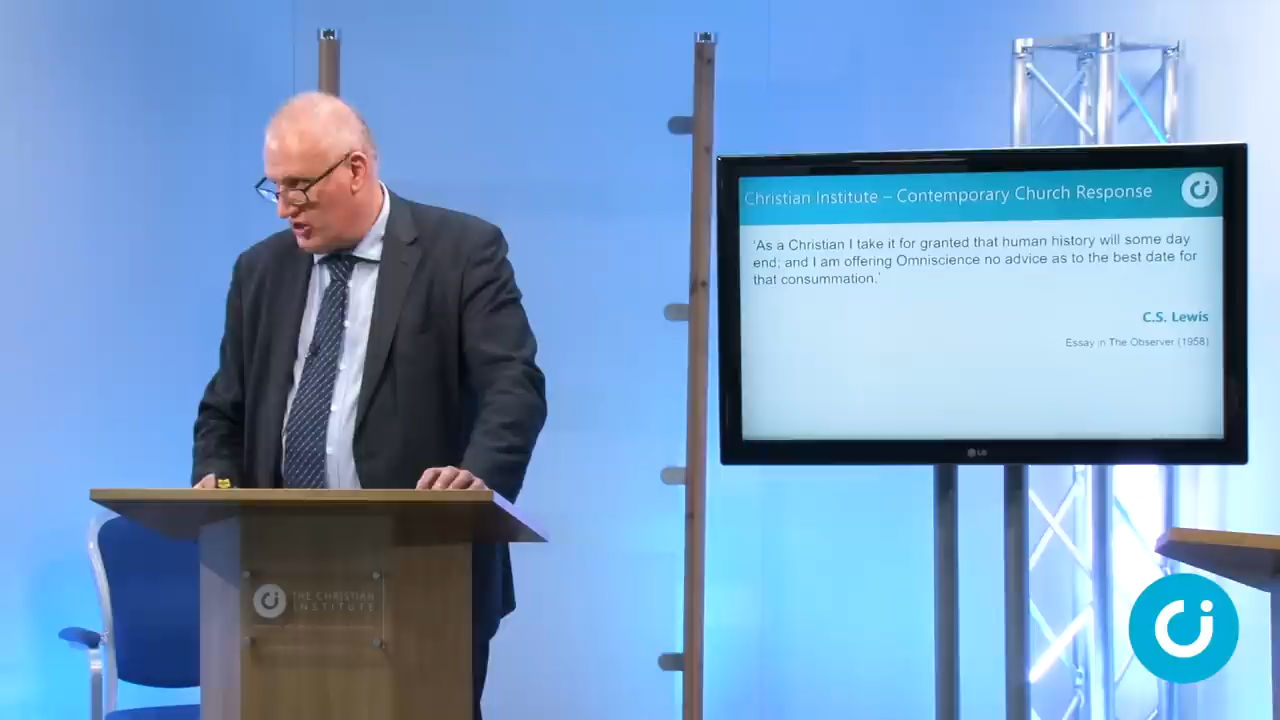 Christian Institute – Contemporary Church Response
‘As a Christian I take it for granted that human history will some day
end; and I am offering Omniscience no advice as to the best date for
that consummation.’
C.S. Lewis
Essay in The Observer (1958)
LG
THE CHRISTIAN
INSTITUTE